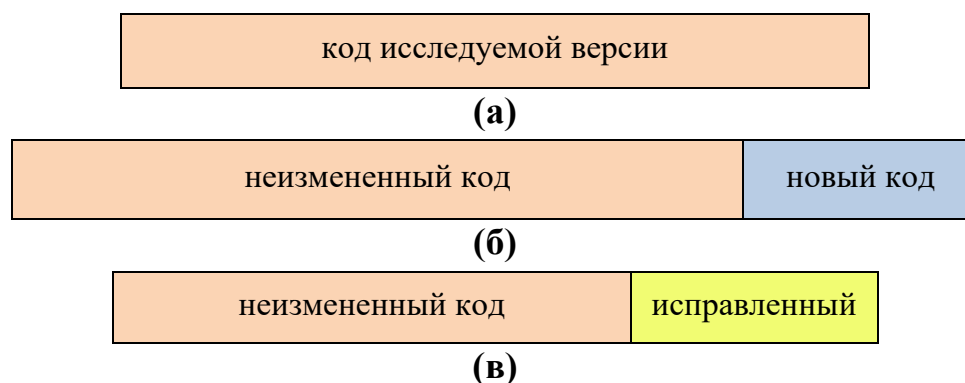 код исследуемой версии
(а)
неизмененный код новый код
(б)
неизмененный код исправленный
(в)